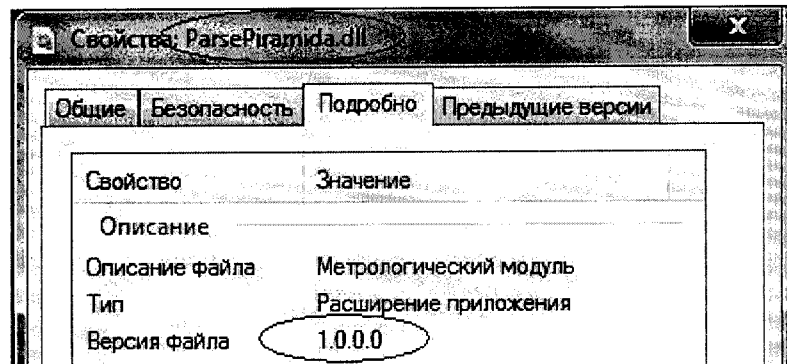 Свойства: ParsePiramida.dll
Общие Безопасность Подробно Предыдущие версии
Свойство Значение
Описание
Описание файла Метрологический модуль
Тип Расширение приложения
Версия файла 1.0.0.0